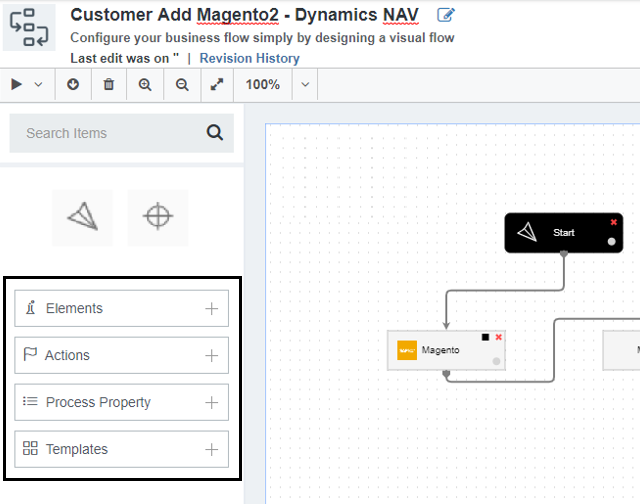 Customer Add Magento2 - Dynamics NAV
Configure your business flow simply by designing a visual flow
Last edit was on '' | Revision History
100%
Search Items
Start
Elements
Magento
Actions
Process Property
Templates